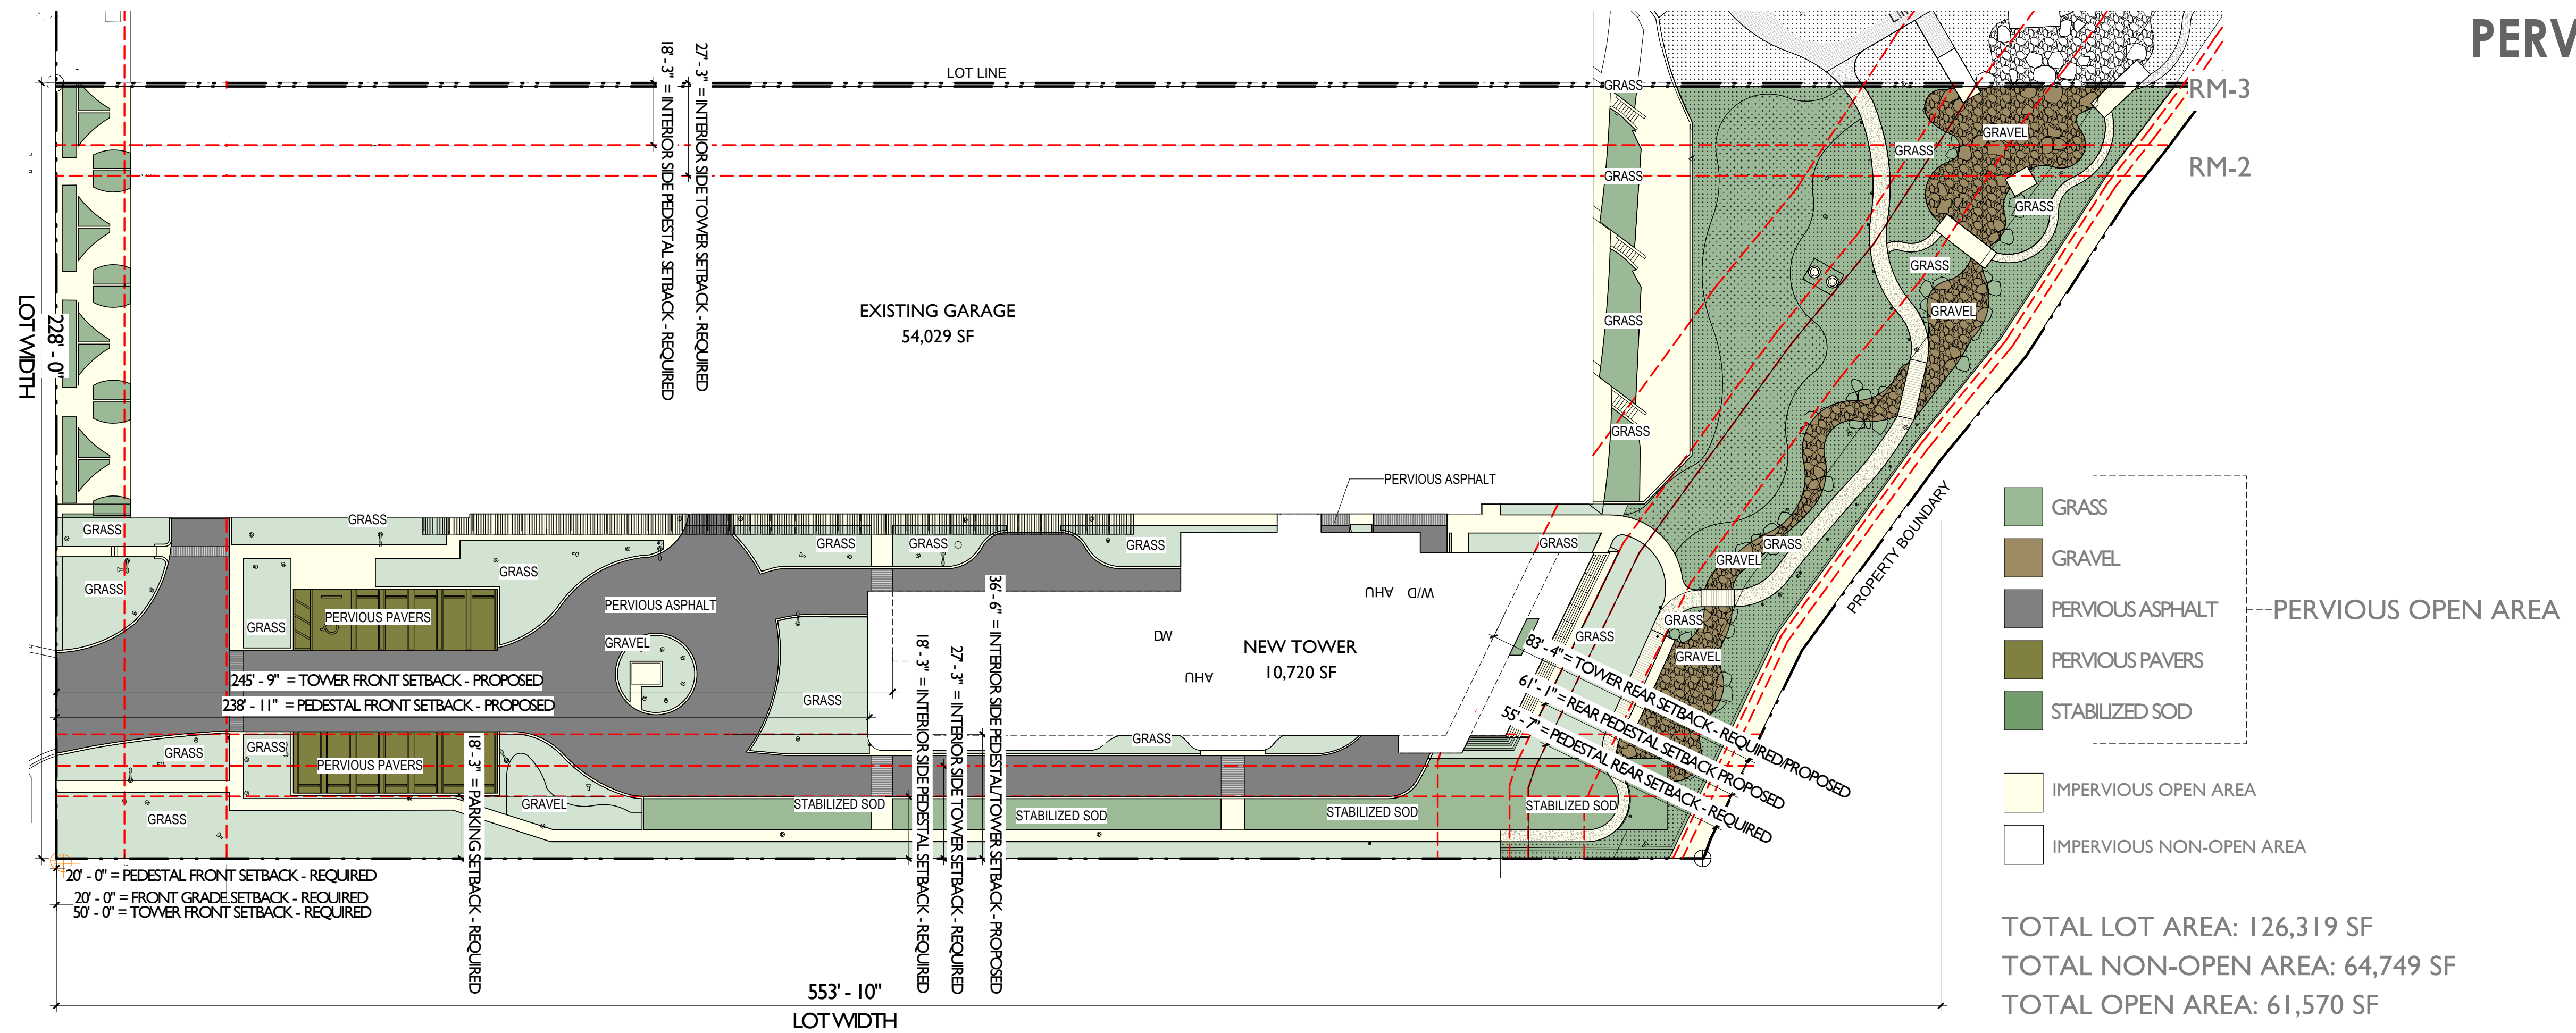 PERV
LOT LINE
RM-3
RM-2
GRASS
GRASS
GRASS
GRASS
GRAVEL
GRASS
GRASS
GRASS
GRAVEL
GRASS
18' - 3" = INTERIOR SIDE PEDESTAL SETBACK - REQUIRED
27' - 3" = INTERIOR SIDE TOWER SETBACK - REQUIRED
228' - 0"
LOT WIDTH
EXISTING GARAGE
54,029 SF
PERVIOUS ASPHALT
PROPERTY BOUNDARY
GRASS
GRASS
GRASS
GRASS
GRASS
GRASS
GRASS
GRAVEL
GRASS
GRASS
PERVIOUS ASPHALT
PERVIOUS PAVERS
GRASS
GRAVEL
GRASS
GRASS
GRASS
GRAVEL
AHU
W/D
DW
AHU
NEW TOWER
10,720 SF
245' - 9" = TOWER FRONT SETBACK - PROPOSED
238' - 11" = PEDESTAL FRONT SETBACK - PROPOSED
GRASS
83' - 4" = TOWER REAR SETBACK - REQUIRED/PROPOSED
61' - 1" = REAR PEDESTAL SETBACK PROPOSED
55' - 7" = PEDESTAL REAR SETBACK - REQUIRED
GRASS
GRASS
PERVIOUS PAVERS
GRASS
GRASS
GRAVEL
STABILIZED SOD
STABILIZED SOD
STABILIZED SOD
STABILIZED SOD
18' - 3" = PARKING SETBACK - REQUIRED
18' - 3" = INTERIOR SIDE PEDESTAL SETBACK - REQUIRED
27' - 3" = INTERIOR SIDE TOWER SETBACK - REQUIRED
36' - 6" = INTERIOR SIDE PEDESTAL/TOWER SETBACK - PROPOSED
20' - 0" = PEDESTAL FRONT SETBACK - REQUIRED
20' - 0" = FRONT GRADE SETBACK - REQUIRED
50' - 0" = TOWER FRONT SETBACK - REQUIRED
553' - 10"
LOT WIDTH
GRASS
GRAVEL
PERVIOUS ASPHALT
PERVIOUS PAVERS
STABILIZED SOD
PERVIOUS OPEN AREA
IMPERVIOUS OPEN AREA
IMPERVIOUS NON-OPEN AREA
TOTAL LOT AREA: 126,319 SF
TOTAL NON-OPEN AREA: 64,749 SF
TOTAL OPEN AREA: 61,570 SF